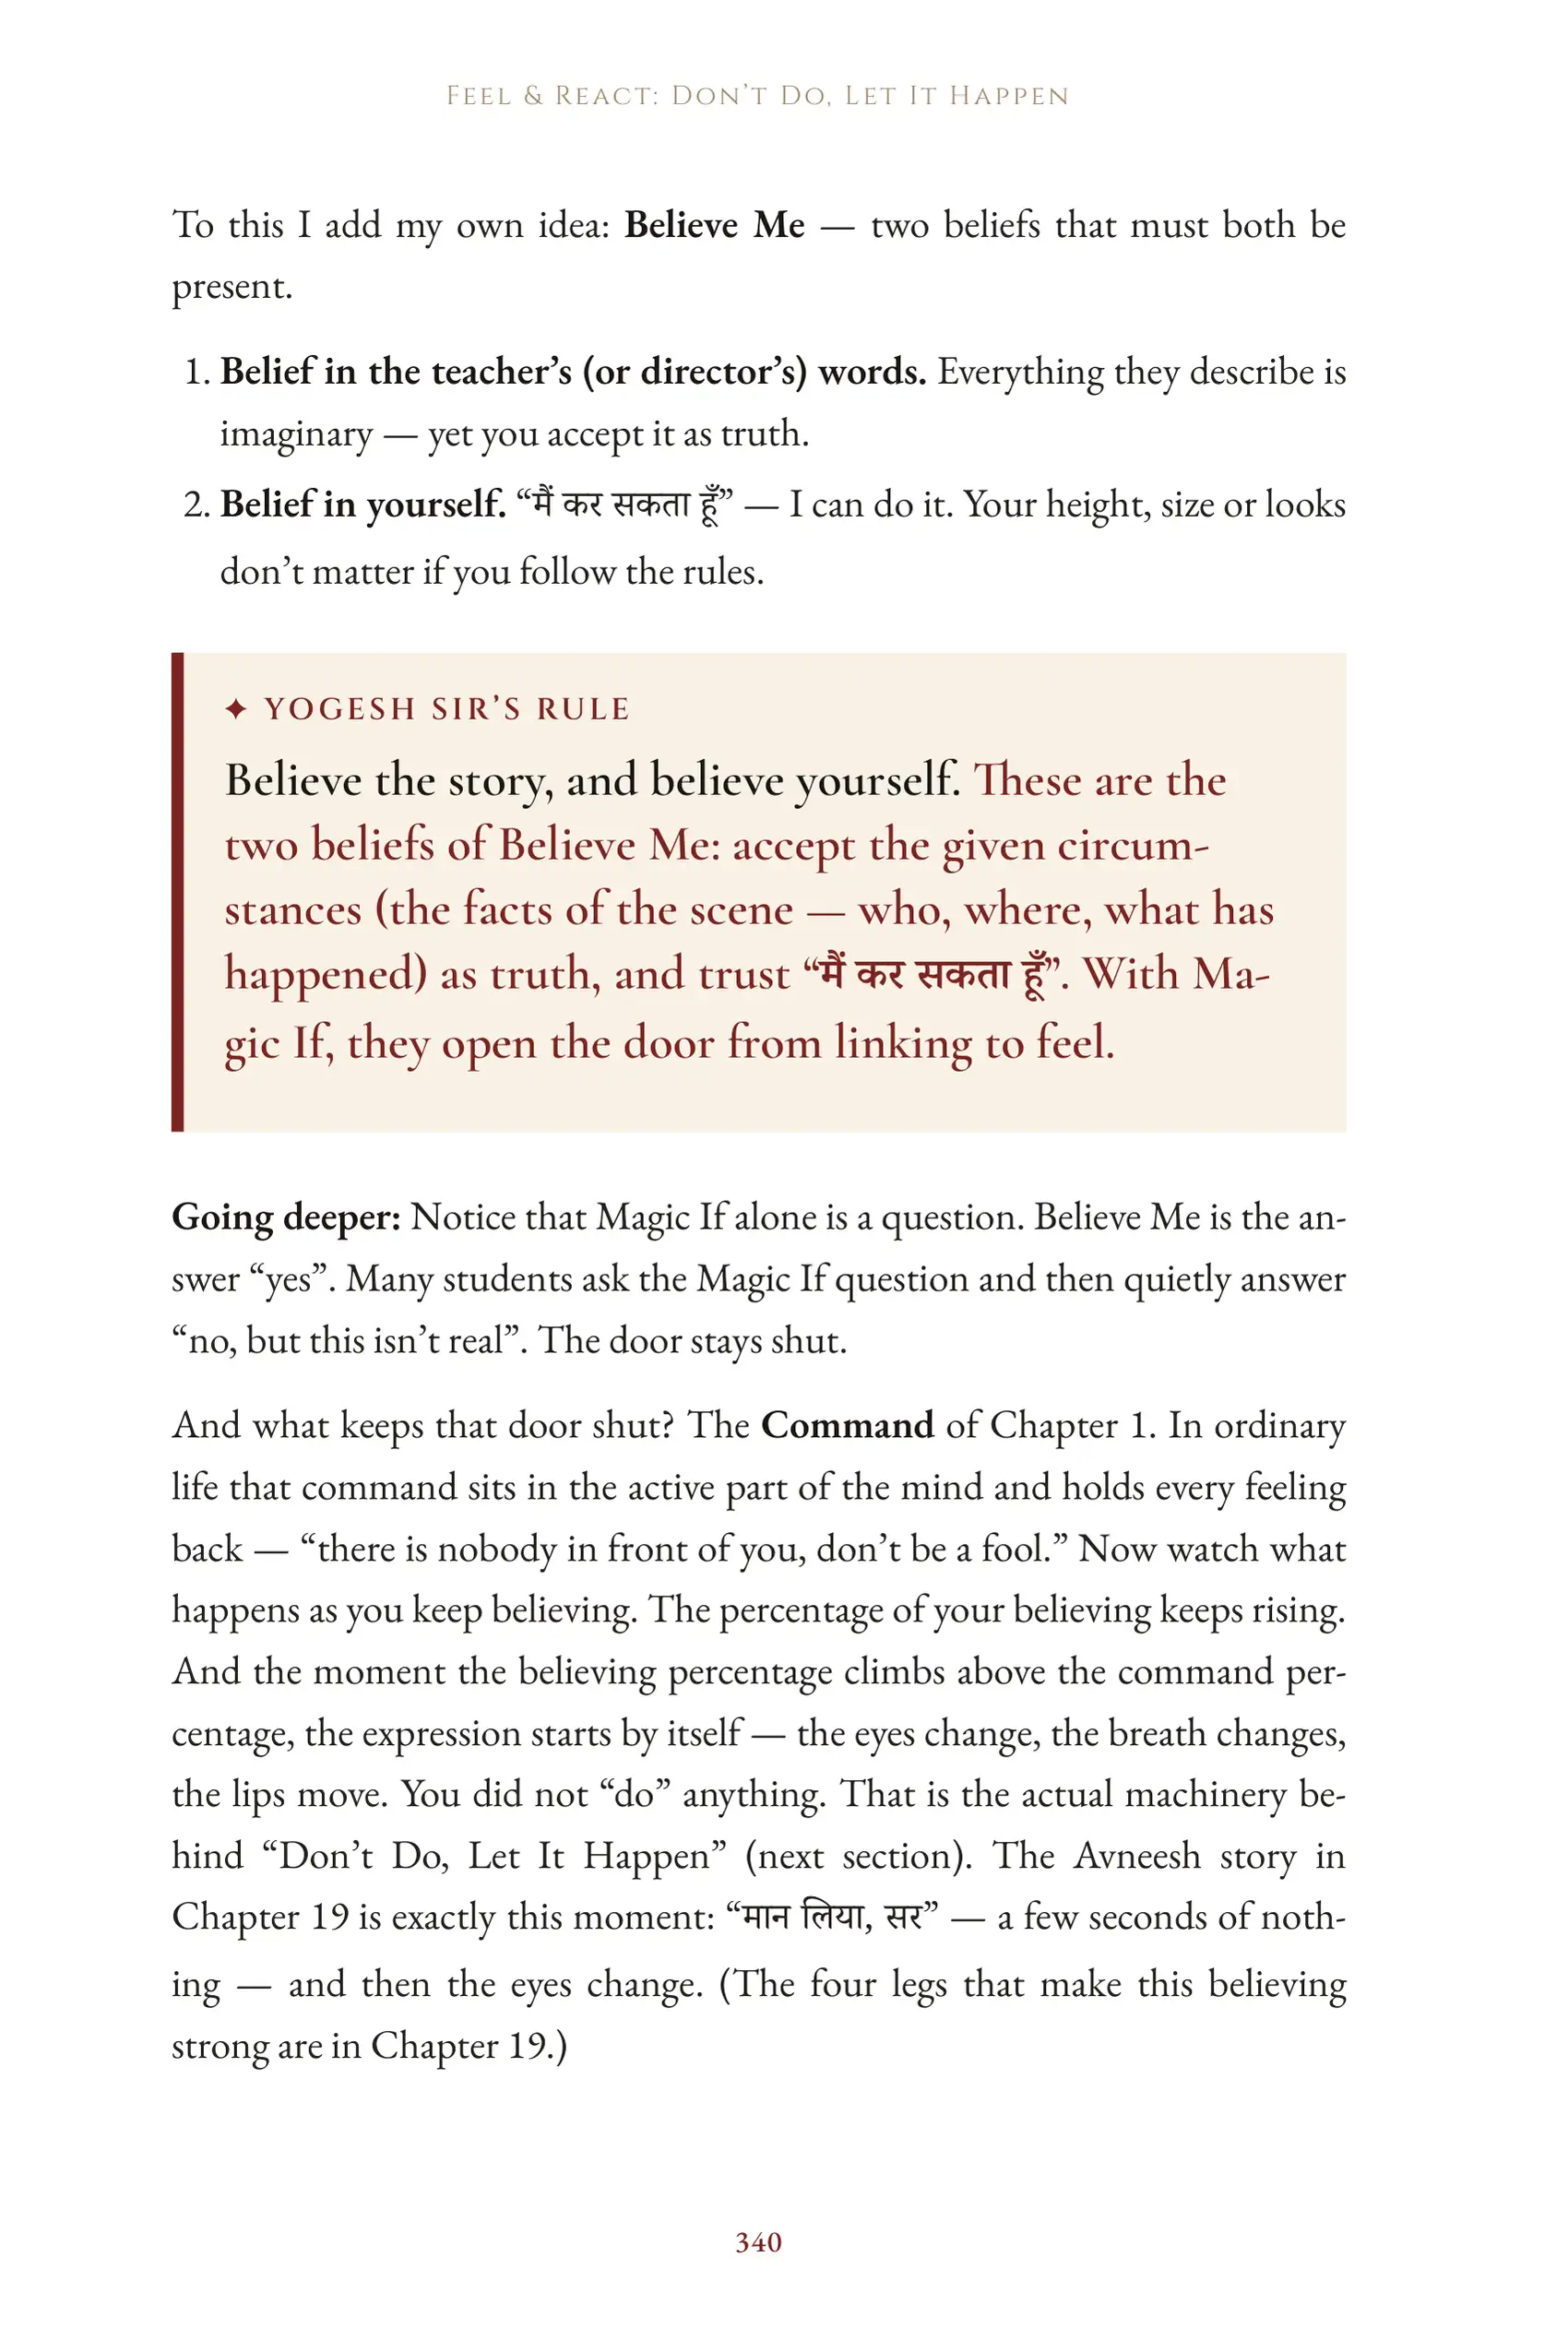 FEEL & REACT: DON’T DO, LET IT HAPPEN
To this I add my own idea: Believe Me — two beliefs that must both be
present.
1. Belief in the teacher’s (or director’s) words. Everything they describe is
imaginary — yet you accept it as truth.
2. Belief in yourself. “मैं कर सकता हूँ” — I can do it. Your height, size or looks
don’t matter if you follow the rules.
✦ YOGESH SIR’S RULE
Believe the story, and believe yourself. These are the
two beliefs of Believe Me: accept the given circum-
stances (the facts of the scene — who, where, what has
happened) as truth, and trust “मैं कर सकता हूँ”. With Ma-
gic If, they open the door from linking to feel.
Going deeper: Notice that Magic If alone is a question. Believe Me is the an-
swer “yes”. Many students ask the Magic If question and then quietly answer
“no, but this isn’t real”. The door stays shut.
And what keeps that door shut? The Command of Chapter 1. In ordinary
life that command sits in the active part of the mind and holds every feeling
back — “there is nobody in front of you, don’t be a fool.” Now watch what
happens as you keep believing. The percentage of your believing keeps rising.
And the moment the believing percentage climbs above the command per-
centage, the expression starts by itself — the eyes change, the breath changes,
the lips move. You did not “do” anything. That is the actual machinery be-
hind “Don’t Do, Let It Happen” (next section). The Avneesh story in
Chapter 19 is exactly this moment: “मान लिया, सर” — a few seconds of noth-
ing — and then the eyes change. (The four legs that make this believing
strong are in Chapter 19.)
340